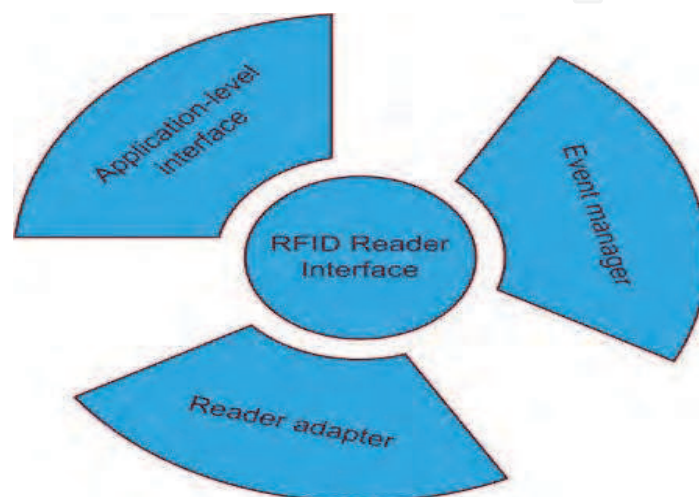 Application-level
interface
Event manager
RFID Reader
Interface
Reader adapter